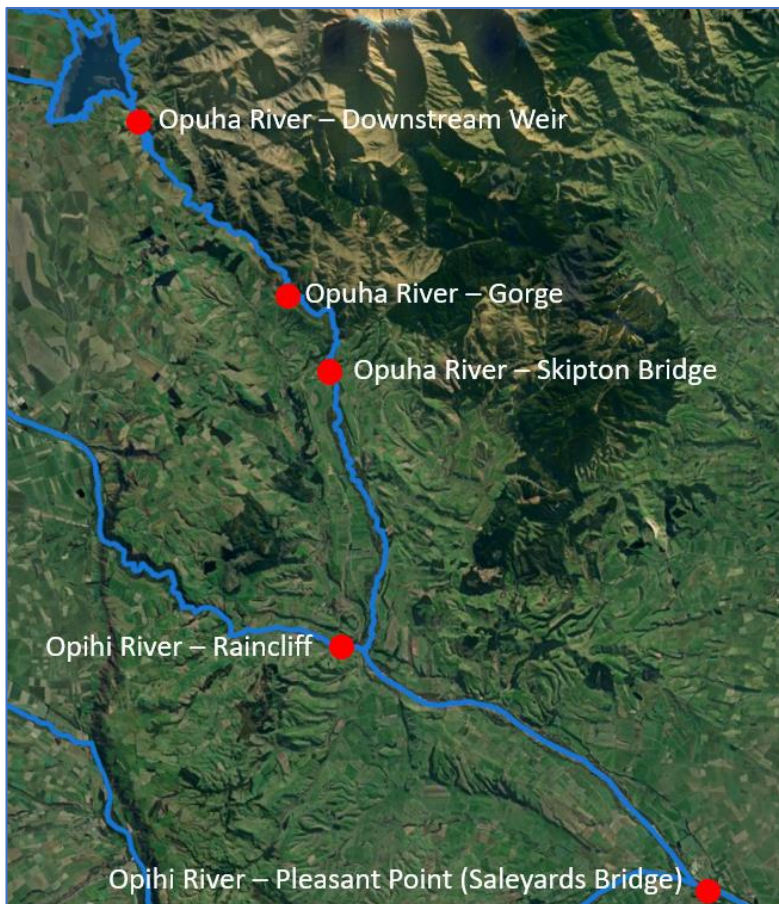 Opuha River – Downstream Weir
Opuha River – Gorge
Opuha River – Skipton Bridge
Opihi River – Raincliff
Opihi River – Pleasant Point (Saleyards Bridge)